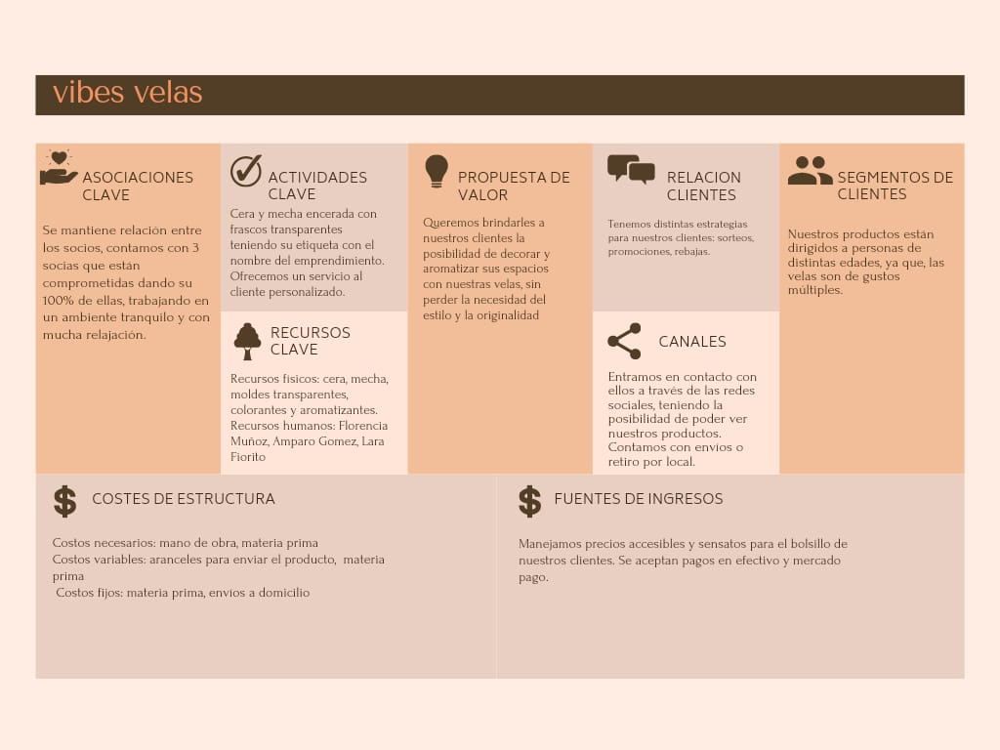 vibes velas
ASOCIACIONES
CLAVE
Se mantiene relación entre
los socios, contamos con 3
socias que están
comprometidas dando su
100% de ellas, trabajando en
un ambiente tranquilo y con
mucha relajación.
ACTIVIDADES
CLAVE
Cera y mecha encerada con
frascos transparentes
teniendo su etiqueta con el
nombre del emprendimiento.
Ofrecemos un servicio al
cliente personalizado.
RECURSOS
CLAVE
Recursos fisicos: cera, mecha,
moldes transparentes,
colorantes y aromatizantes.
Recursos humanos: Florencia
Muñoz, Amparo Gomez, Lara
Fiorito
PROPUESTA DE
VALOR
Queremos brindarles a
nuestros clientes la
posibilidad de decorar y
aromatizar sus espacios
con nuestras velas, sin
perder la necesidad del
estilo y la originalidad
RELACION
CLIENTES
Tenemos distintas estrategias
para nuestros clientes: sorteos,
promociones, rebajas.
CANALES
Entramos en contacto con
ellos a través de las redes
sociales, teniendo la
posibilidad de poder ver
nuestros productos.
Contamos con envíos o
retiro por local.
SEGMENTOS DE
CLIENTES
Nuestros productos están
dirigidos a personas de
distintas edades, ya que, las
velas son de gustos
múltiples.
COSTES DE ESTRUCTURA
Costos necesarios: mano de obra, materia prima
Costos variables: aranceles para enviar el producto, materia
prima
Costos fijos: materia prima, envíos a domicilio
FUENTES DE INGRESOS
Manejamos precios accesibles y sensatos para el bolsillo de
nuestros clientes. Se aceptan pagos en efectivo y mercado
pago.